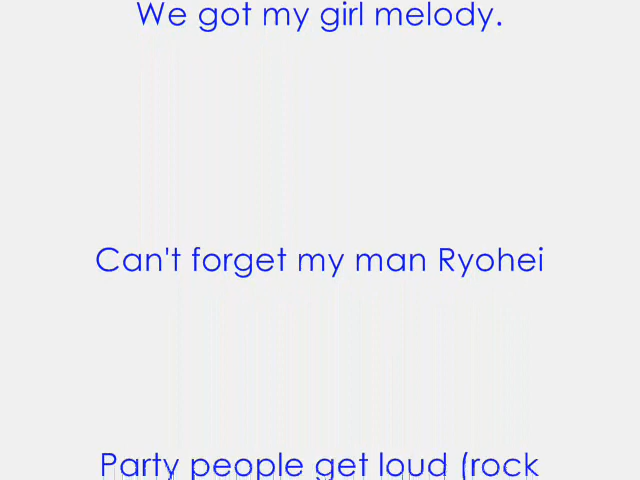 We got my girl melody.
Can't forget my man Ryohei
Party people get loud (rock